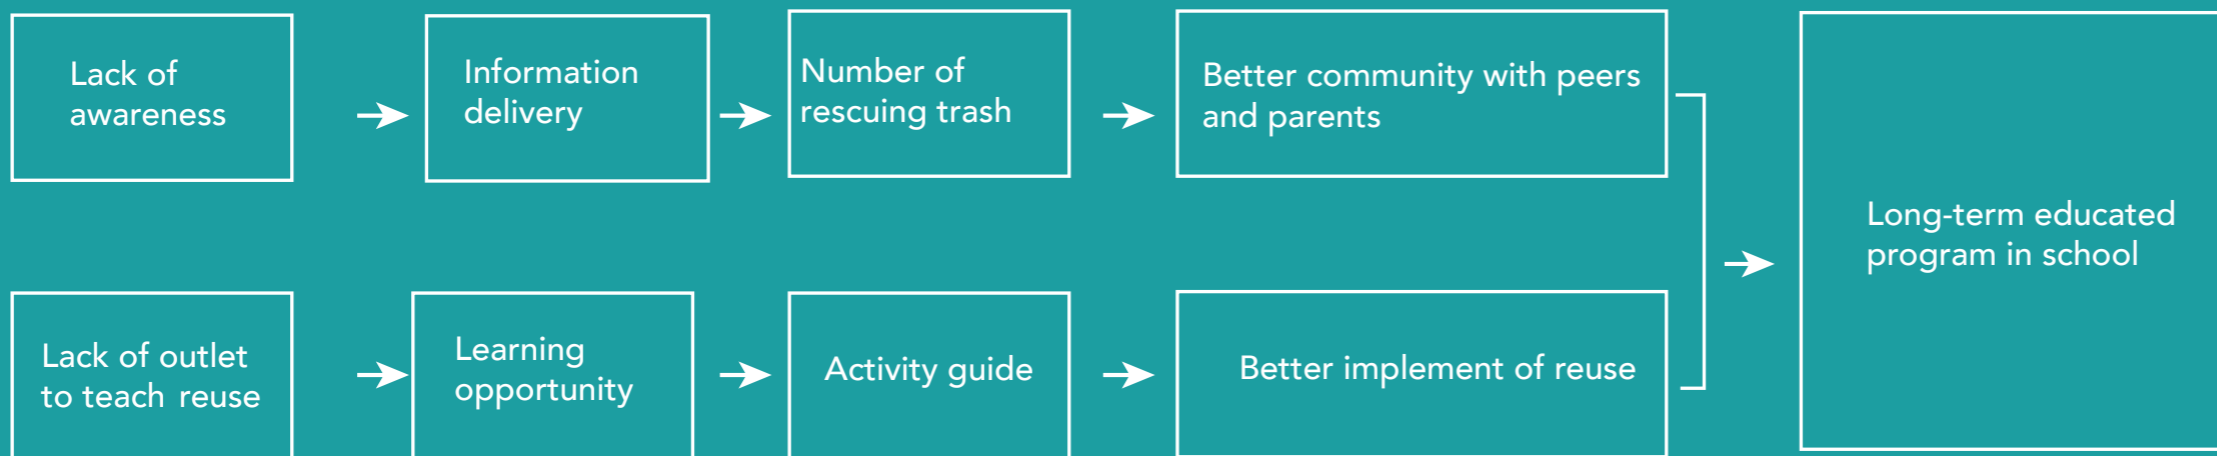 Lack of
awareness
Information
delivery
Number of
rescuing trash
Better community with peers
and parents
Lack of outlet
to teach reuse
Learning
opportunity
Activity guide
Better implement of reuse
Long-term educated
program in school